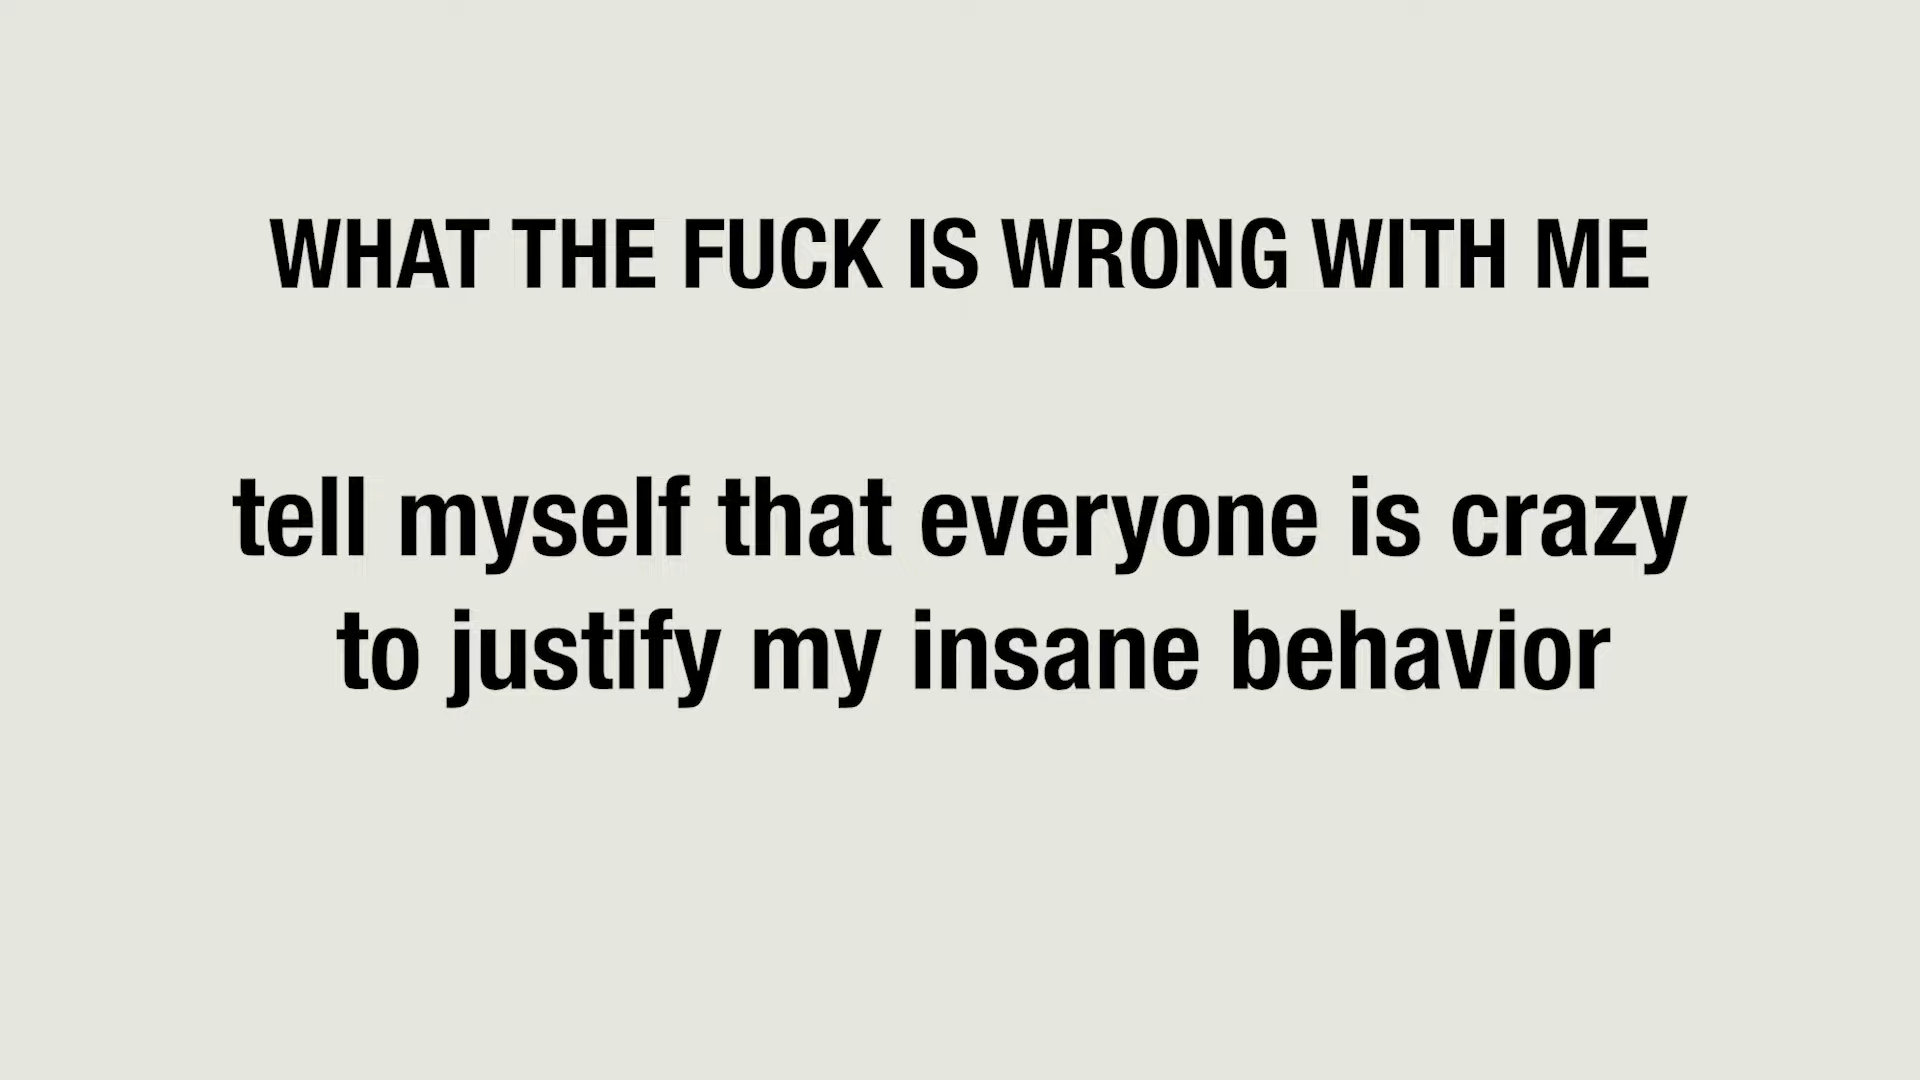 WHAT THE FUCK IS WRONG WITH ME
tell myself that everyone is crazy
to justify my insane behavior